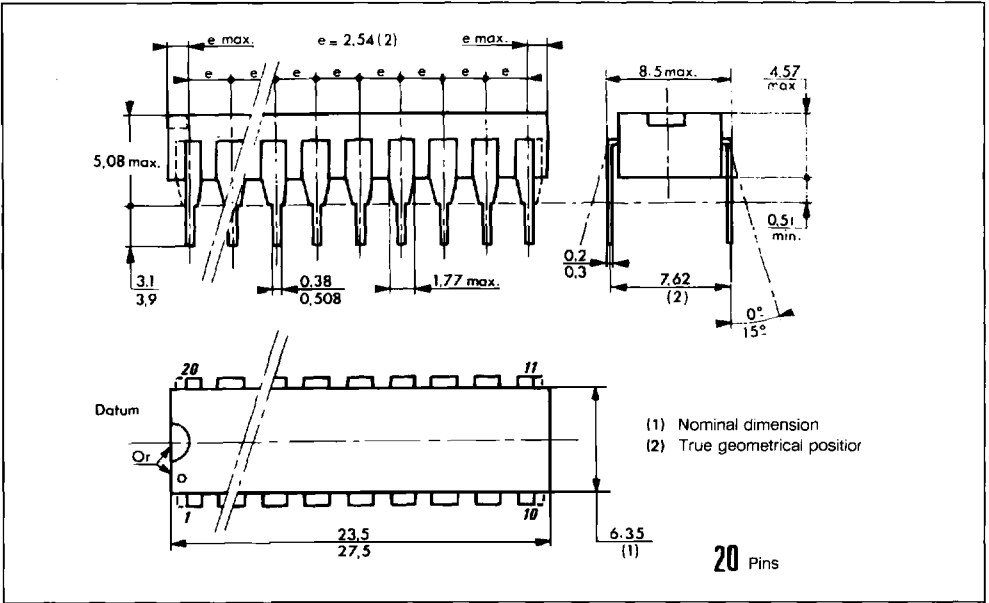 e max.
e = 2,54 (2)
e max.
e
e
e
e
e
e
e
e
8.5 max.
4,57
max
5,08 max.
0,51
min.
3.1
3,9
0,38
0,508
1,77 max.
0.2
0.3
7,62
(2)
0°
15°
20
11
Datum
Or
1
10
23,5
27,5
6.35
(1)
(1) Nominal dimension
(2) True geometrical position
20 Pins